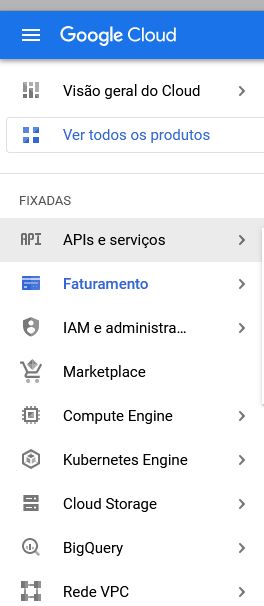 Google Cloud
Visão geral do Cloud
Ver todos os produtos
FIXADAS
API APIs e serviços
Faturamento
IAM e administra...
Marketplace
Compute Engine
Kubernetes Engine
Cloud Storage
BigQuery
Rede VPC